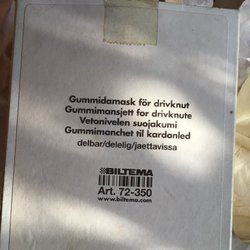 Gummidamask för drivknut
Gummimansjett for drivknute
Vetonivelen suojakumi
Gummimanchet til kardanled
delbar/delelig/jaettavissa
BILTEMA
Art. 72-350
www.biltema.com